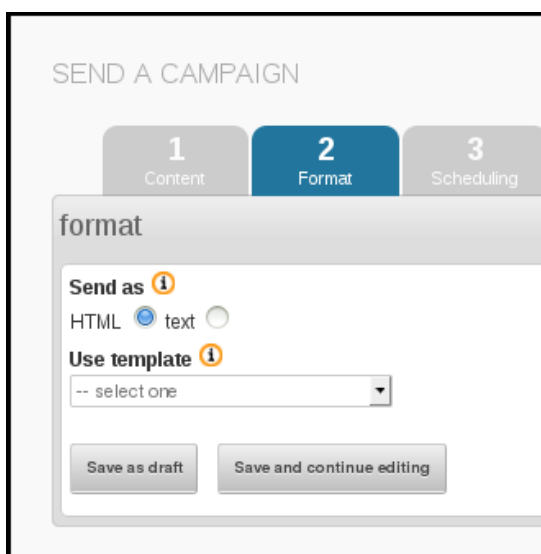 SEND A CAMPAIGN
1 2 3
Content Format Scheduling
format
Send as
HTML text
Use template
-- select one
Save as draft Save and continue editing